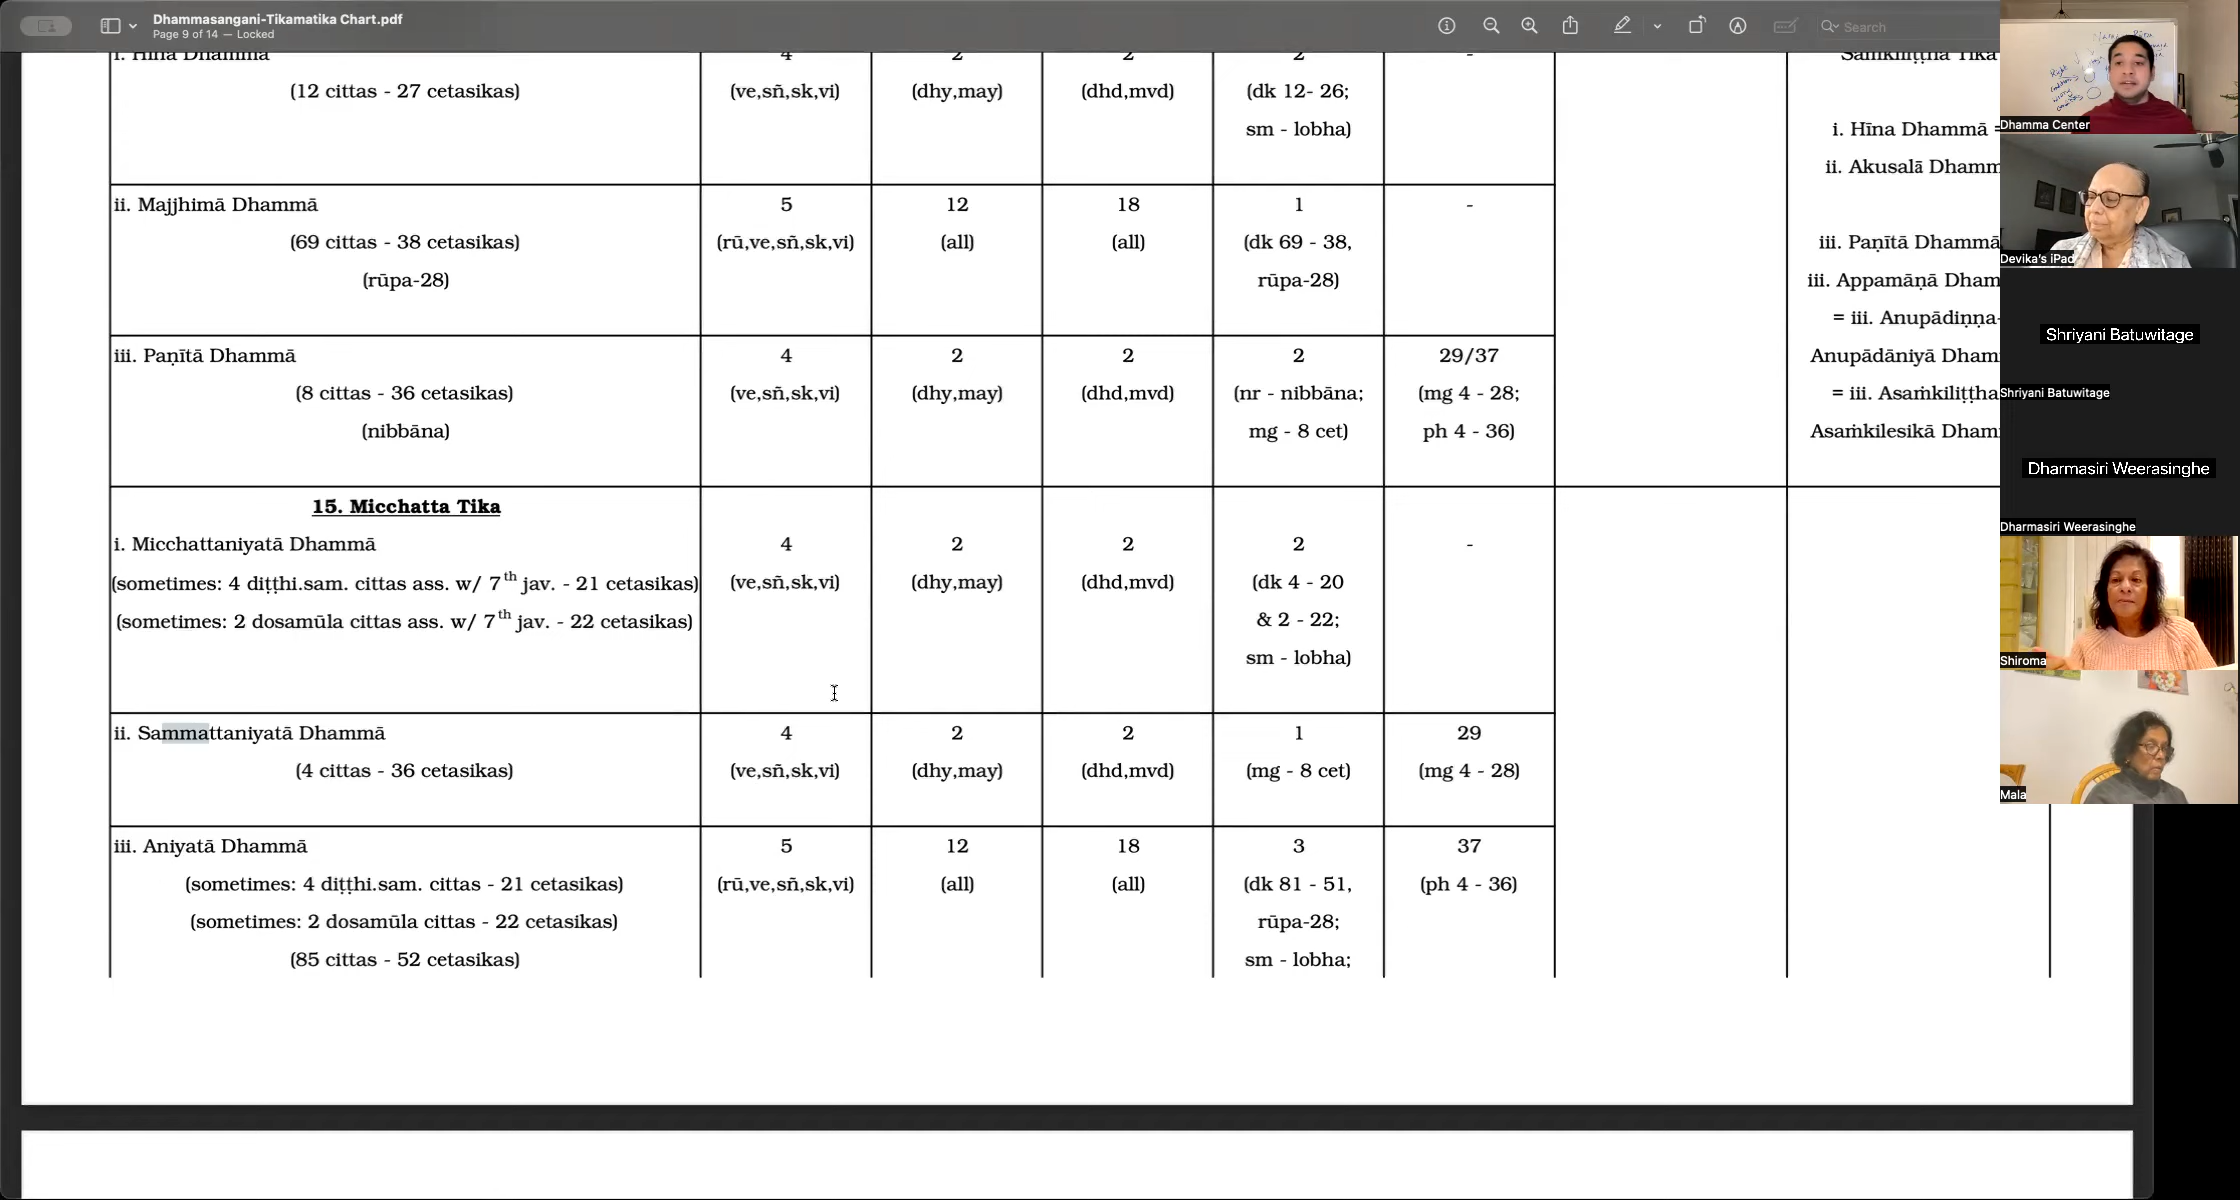 Dhammasangani-Tikamatika Chart.pdf
Page 9 of 14 — Locked
Search
i. Hīnā Dhammā
(12 cittas - 27 cetasikas)
4
(ve,sñ,sk,vi)
2
(dhy,may)
2
(dhd,mvd)
2
(dk 12- 26;
sm - lobha)
-
Saṁkiliṭṭha Tika
i. Hīna Dhammā =
ii. Akusalā Dhamm
ii. Majjhimā Dhammā
(69 cittas - 38 cetasikas)
(rūpa-28)
5
(rū,ve,sñ,sk,vi)
12
(all)
18
(all)
1
(dk 69 - 38,
rūpa-28)
-
iii. Paṇītā Dhammā
iii. Appamāṇā Dham
= iii. Anupādiṇṇa-
Anupādāniyā Dham
= iii. Asaṁkiliṭṭha
Asaṁkilesikā Dham
iii. Paṇītā Dhammā
(8 cittas - 36 cetasikas)
(nibbāna)
4
(ve,sñ,sk,vi)
2
(dhy,may)
2
(dhd,mvd)
2
(nr - nibbāna;
mg - 8 cet)
29/37
(mg 4 - 28;
ph 4 - 36)
15. Micchatta Tika
i. Micchattaniyatā Dhammā
(sometimes: 4 diṭṭhi.sam. cittas ass. w/ 7th jav. - 21 cetasikas)
(sometimes: 2 dosamūla cittas ass. w/ 7th jav. - 22 cetasikas)
4
(ve,sñ,sk,vi)
2
(dhy,may)
2
(dhd,mvd)
2
(dk 4 - 20
& 2 - 22;
sm - lobha)
-
ii. Sammattaniyatā Dhammā
(4 cittas - 36 cetasikas)
4
(ve,sñ,sk,vi)
2
(dhy,may)
2
(dhd,mvd)
1
(mg - 8 cet)
29
(mg 4 - 28)
iii. Aniyatā Dhammā
(sometimes: 4 diṭṭhi.sam. cittas - 21 cetasikas)
(sometimes: 2 dosamūla cittas - 22 cetasikas)
(85 cittas - 52 cetasikas)
5
(rū,ve,sñ,sk,vi)
12
(all)
18
(all)
3
(dk 81 - 51,
rūpa-28;
sm - lobha;
37
(ph 4 - 36)
Dhamma Center
Devika's iPad
Shriyani Batuwitage
Shriyani Batuwitage
Dharmasiri Weerasinghe
Dharmasiri Weerasinghe
Shiroma
Mala